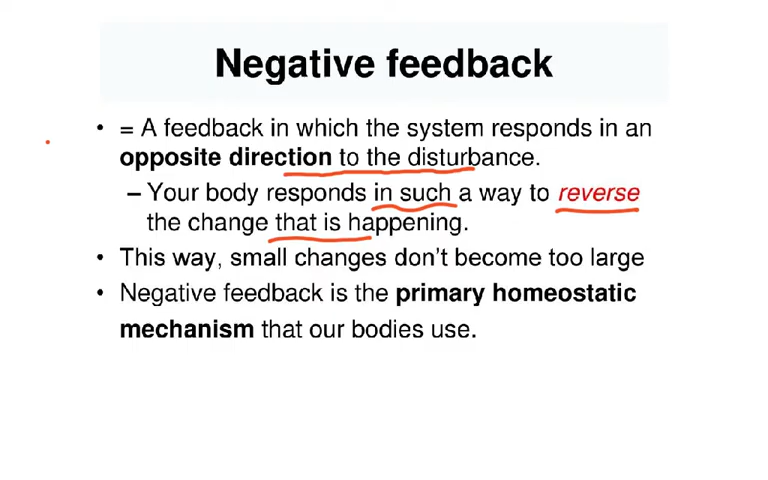 Negative feedback
• = A feedback in which the system responds in an
opposite direction to the disturbance.
– Your body responds in such a way to reverse
the change that is happening.
• This way, small changes don't become too large
• Negative feedback is the primary homeostatic
mechanism that our bodies use.